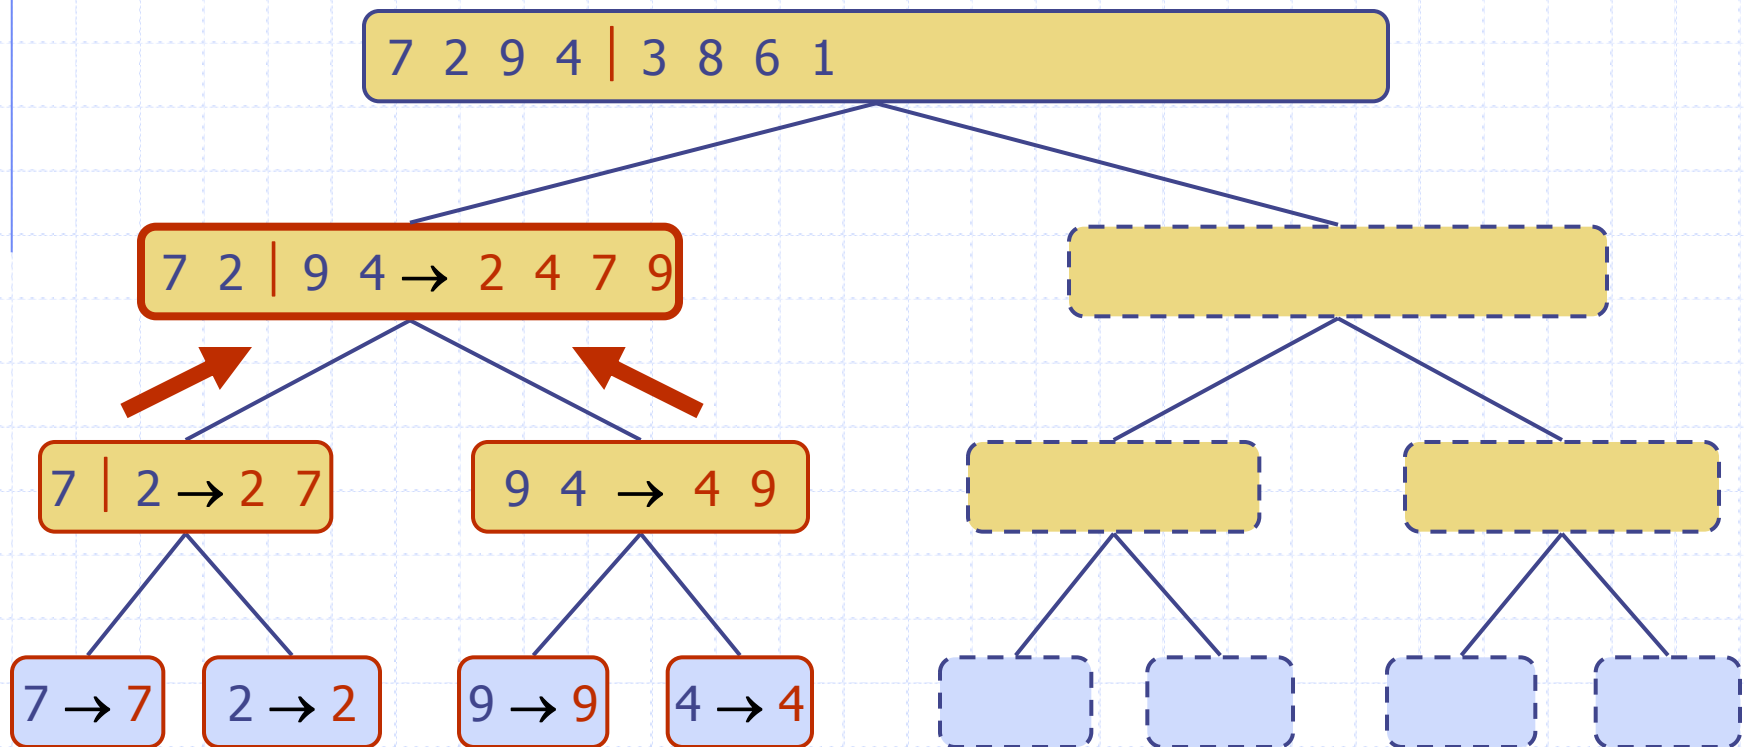 7 2 9 4 | 3 8 6 1
7 2 | 9 4 → 2 4 7 9
7 | 2 → 2 7
9 4 → 4 9
7 → 7
2 → 2
9 → 9
4 → 4